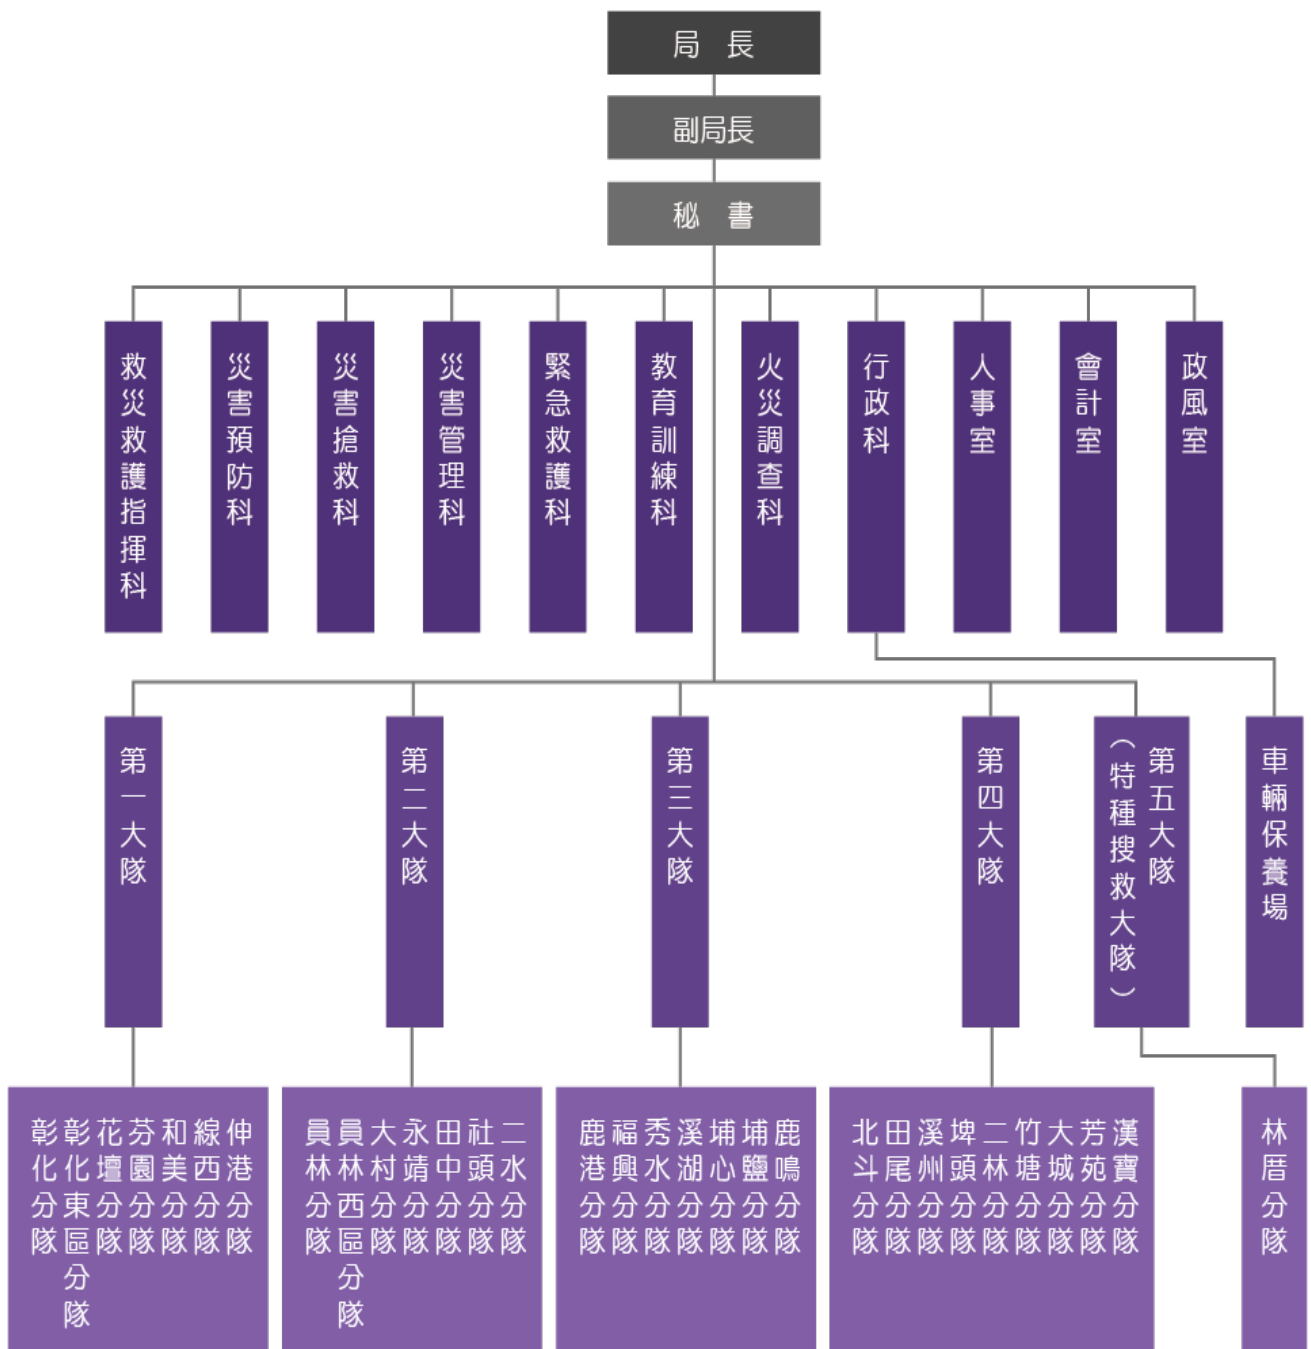 局長
副局長
秘書
救災救護指揮科
災害預防科
災害搶救科
災害管理科
緊急救護科
教育訓練科
火災調查科
行政科
人事室
會計室
政風室
第一大隊
第二大隊
第三大隊
第四大隊
第五大隊
（特種搜救大隊）
車輛保養場
彰化分隊
彰化東區分隊
花壇分隊
芬園分隊
和美分隊
線西分隊
伸港分隊
員林分隊
員林西區分隊
大村分隊
永靖分隊
田中分隊
社頭分隊
二水分隊
鹿港分隊
福興分隊
秀水分隊
溪湖分隊
埔心分隊
埔鹽分隊
鹿鳴分隊
北斗分隊
田尾分隊
溪州分隊
埤頭分隊
二林分隊
竹塘分隊
大城分隊
芳苑分隊
漢寶分隊
林厝分隊